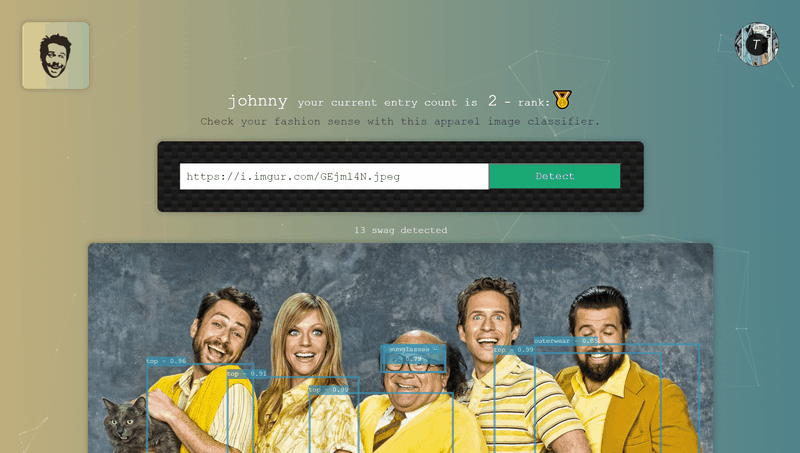 T
johnny your current entry count is 2 - rank:
Check your fashion sense with this apparel image classifier.
https://i.imgur.com/GEjml4N.jpeg
Detect
13 swag detected
outerwear - 0.85
sunglasses -
0.79
top - 0.99
top - 0.96
top - 0.91
top - 0.99